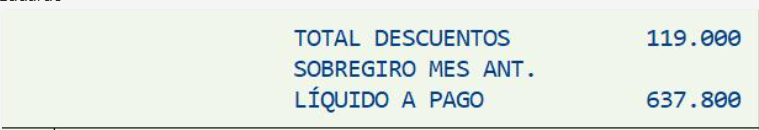 TOTAL DESCUENTOS 119.000
SOBREGIRO MES ANT.
LÍQUIDO A PAGO 637.800